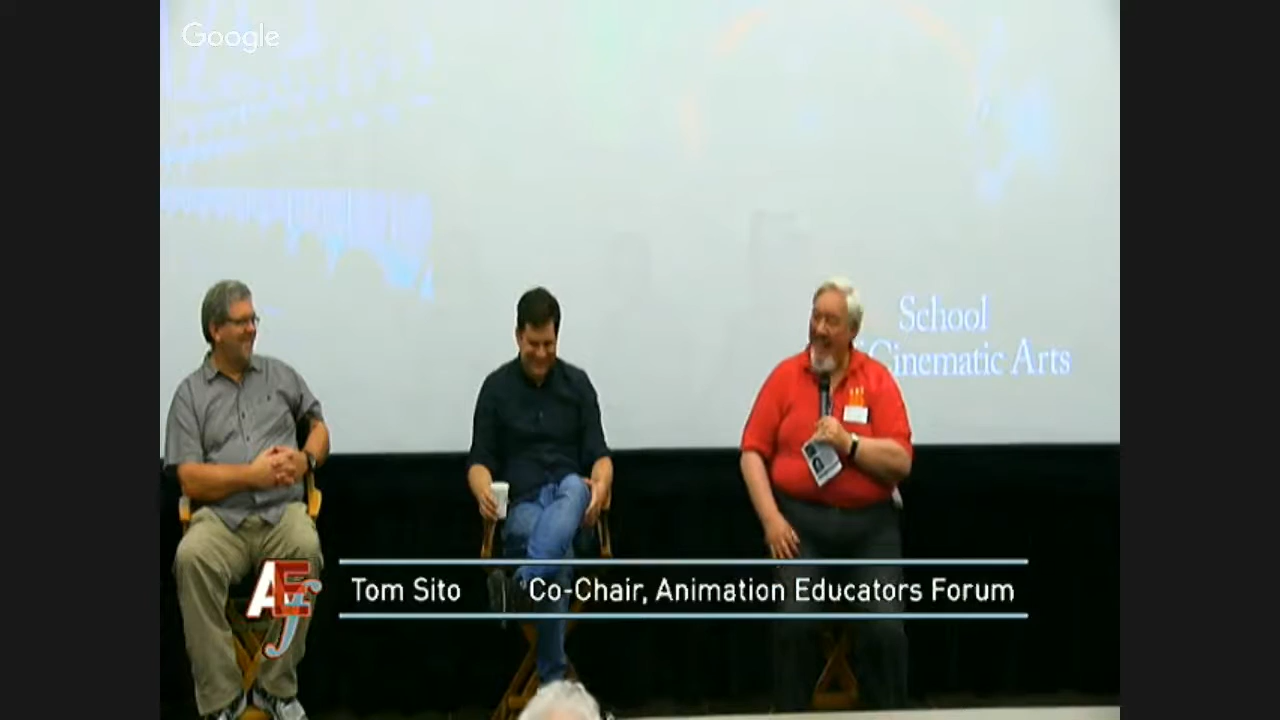 Google
School
Cinematic Arts
AEf
Tom Sito Co-Chair, Animation Educators Forum